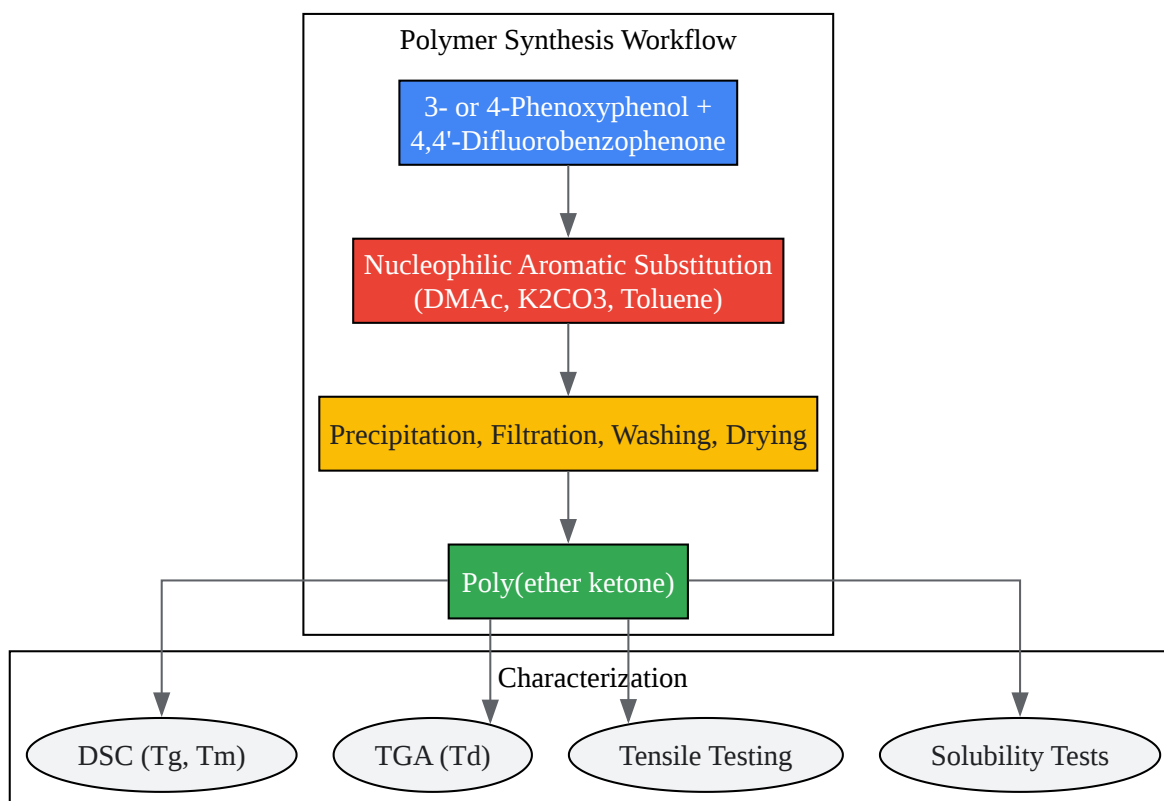 Polymer Synthesis Workflow
3- or 4-Phenoxyphenol +
4,4'-Difluorobenzophenone
Nucleophilic Aromatic Substitution
(DMAc, K2CO3, Toluene)
Precipitation, Filtration, Washing, Drying
Poly(ether ketone)
Characterization
DSC (Tg, Tm)
TGA (Td)
Tensile Testing
Solubility Tests